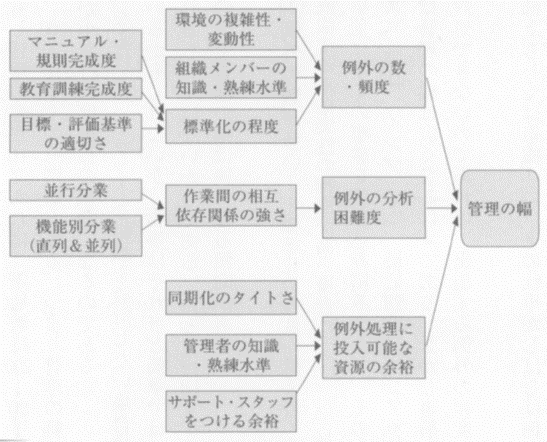 環境の複雑性・
変動性
マニュアル・
規則完成度
組織メンバーの
知識・熟練水準
例外の数
・頻度
教育訓練完成度
目標・評価基準
の適切さ
標準化の程度
並行分業
作業間の相互
依存関係の強さ
例外の分析
困難度
管理の幅
機能別分業
(直列&並列)
同期化のタイトさ
管理者の知識
・熟練水準
例外処理に
投入可能な
資源の余裕
サポート・スタッフ
をつける余裕